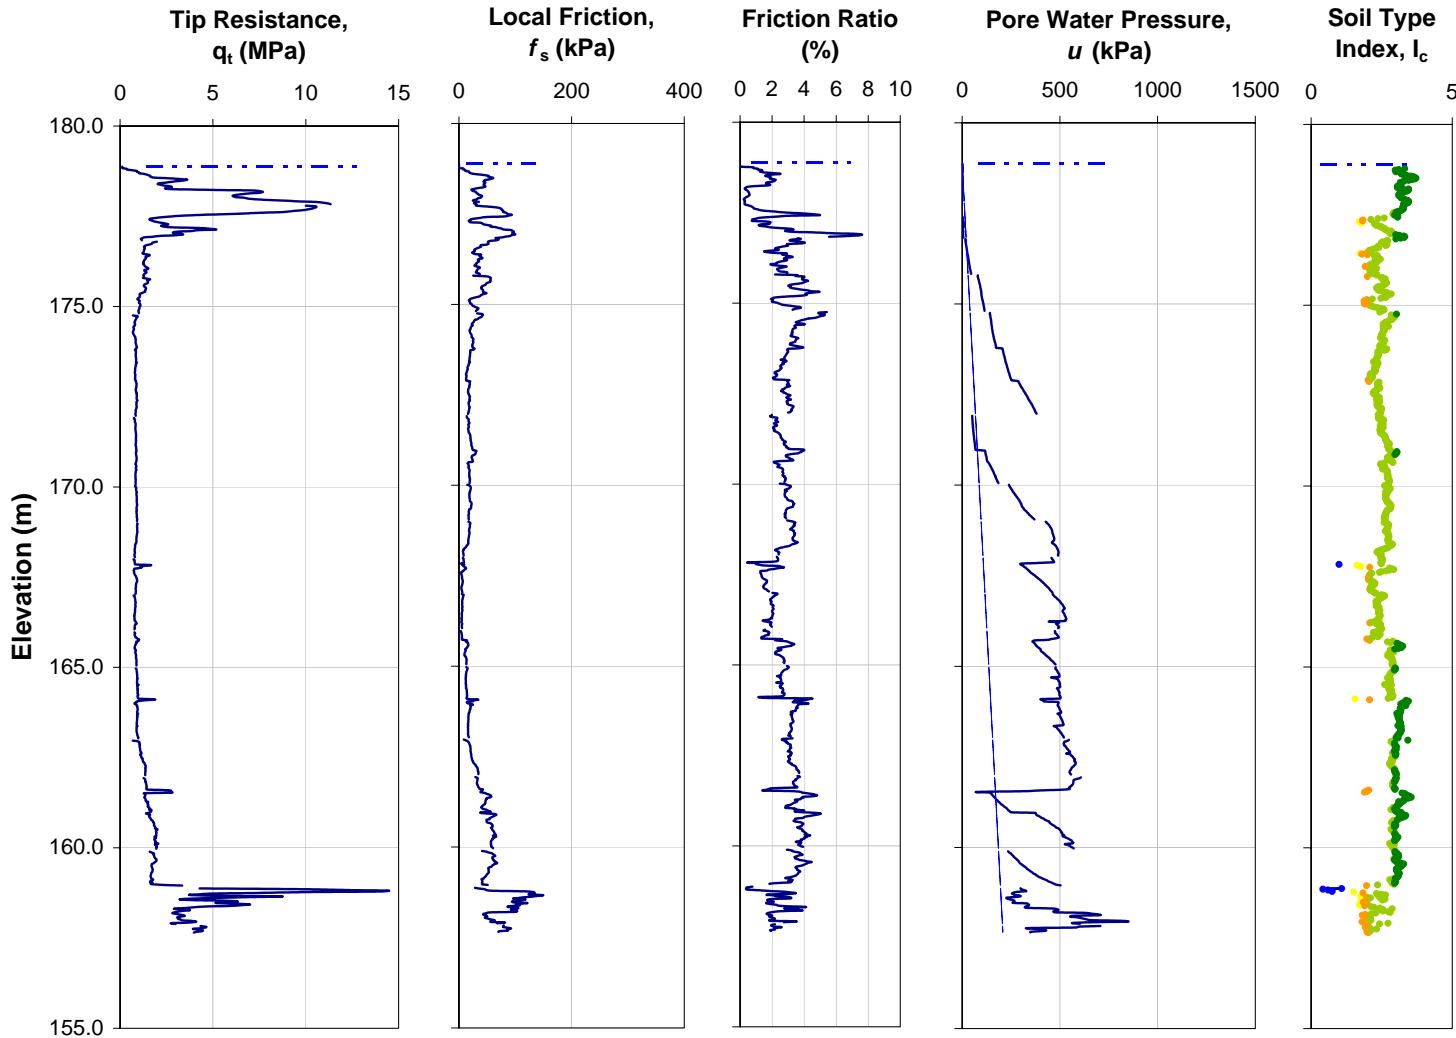 Tip Resistance,
qt (MPa)
Local Friction,
fs (kPa)
Friction Ratio
(%)
Pore Water Pressure,
u (kPa)
Soil Type
Index, Ic
0 5 10 15
0 200 400
0 2 4 6 8 10
0 500 1000 1500
0 5
180.0
175.0
170.0
165.0
160.0
155.0
Elevation (m)